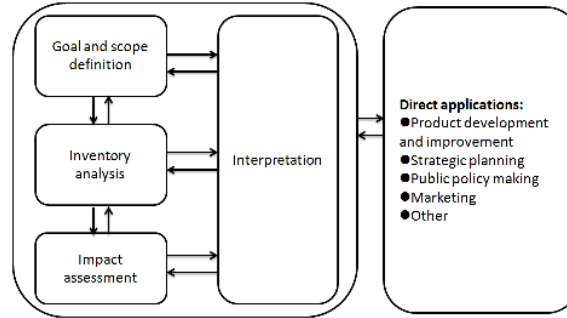 Goal and scope
definition
Inventory
analysis
Impact
assessment
Interpretation
Direct applications:
●Product development
and improvement
●Strategic planning
●Public policy making
●Marketing
●Other